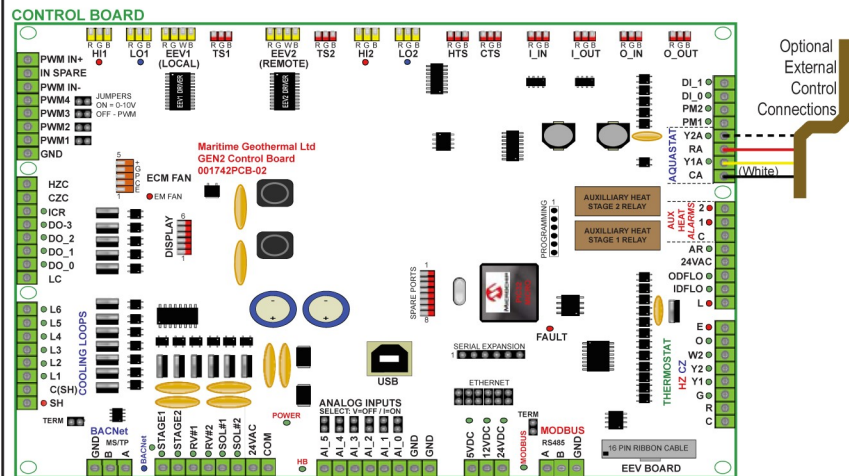 CONTROL BOARD
R G B
HI1
R G B
LO1
R G W B
EEV1
(LOCAL)
R G B
TS1
R G W B
EEV2
(REMOTE)
R G B
TS2
R G B
HI2
R G B
LO2
R G B
HTS
R G B
CTS
R G B
I_IN
R G B
I_OUT
R G B
O_IN
R G B
O_OUT
EEV1 DRIVER
EEV2 DRIVER
PWM IN+
IN SPARE
PWM IN-
PWM4
PWM3
PWM2
PWM1
GND
JUMPERS
ON = 0-10V
OFF - PWM
Maritime Geothermal Ltd
GEN2 Control Board
001742PCB-02
5
1
ECM FAN
EM FAN
HZC
CZC
ICR
DO-3
DO_2
DO_1
DO_0
LC
DISPLAY
6
1
L6
L5
L4
L3
L2
L1
C(SH)
SH
COOLING LOOPS
TERM
BACNet
MS/TP
GND
B
A
BACNet
STAGE1
STAGE2
RV#1
RV#2
SOL#1
SOL#2
24VAC
COM
POWER
HB
USB
ANALOG INPUTS
SELECT: V=OFF / I=ON
AI_5
AI_4
AI_3
AI_2
AI_1
AI_0
GND
GND
SPARE PORTS
1
8
MICROCHIP
FAULT
SERIAL EXPANSION
1
ETHERNET
5VDC
12VDC
24VDC
MODBUS
TERM
MODBUS
RS485
A
B
GND
16 PIN RIBBON CABLE
EEV BOARD
PROGRAMMING
1
AUXILLIARY HEAT
STAGE 2 RELAY
AUXILLIARY HEAT
STAGE 1 RELAY
DI_1
DI_0
PM2
PM1
Y2A
RA
Y1A
CA
AQUASTAT
(White)
Optional
External
Control
Connections
AUX
HEAT
ALARMS
2
1
C
AR
24VAC
ODFLO
IDFLO
L
E
O
W2
Y2
Y1
G
R
C
THERMOSTAT
HZ CZ